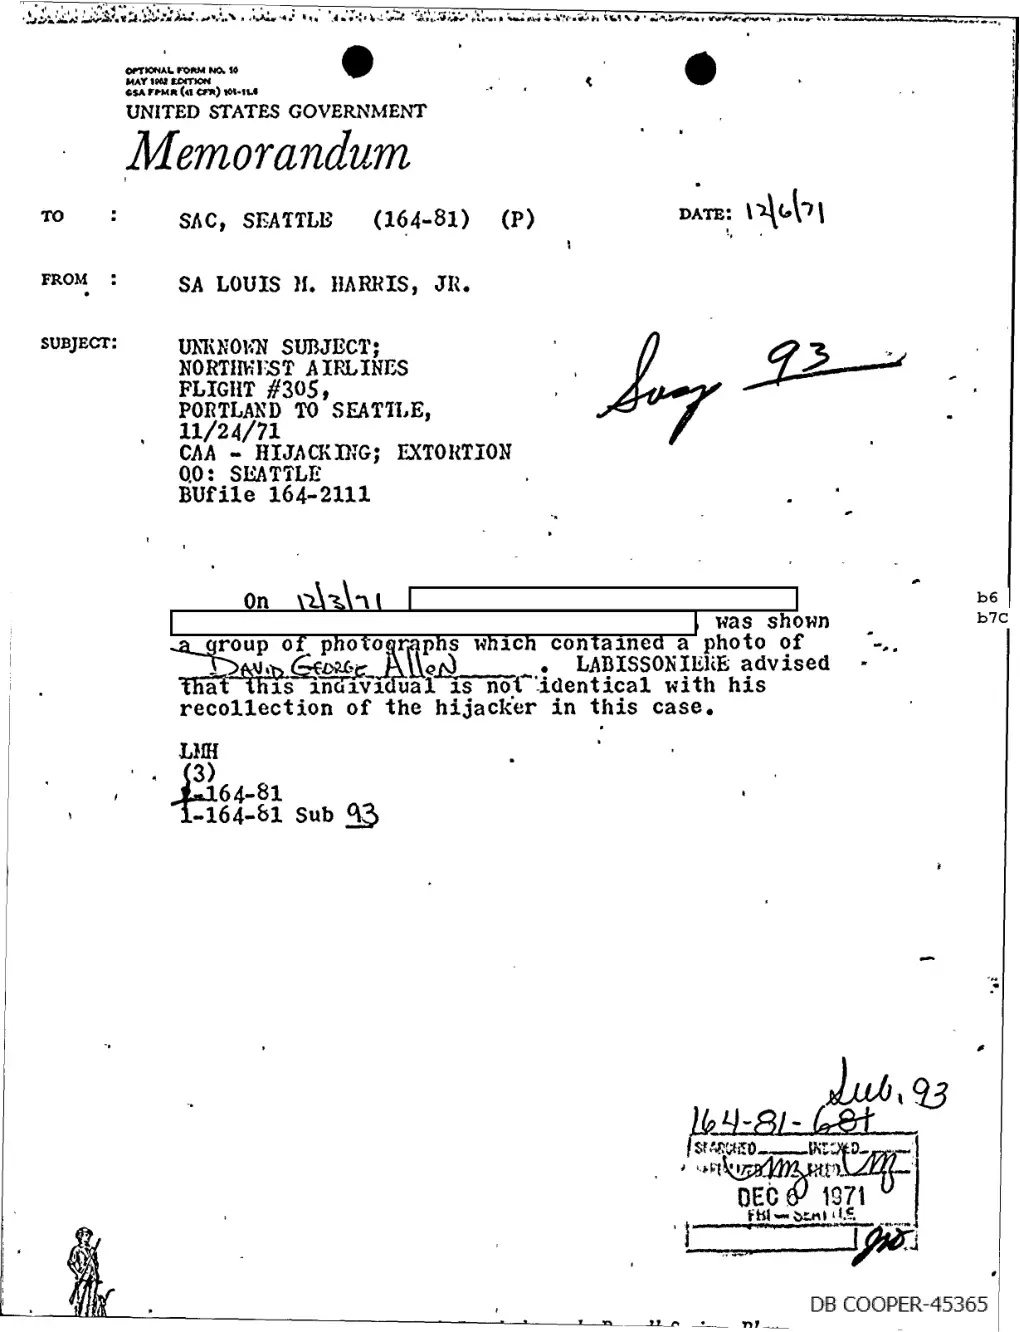 OPTIONAL FORM NO. 10
MAY 1962 EDITION
GSA FPMR (41 CFR) 101-11.6
UNITED STATES GOVERNMENT
Memorandum
TO : SAC, SEATTLE (164-81) (P)
DATE: 12/6/71
FROM : SA LOUIS M. HARRIS, JR.
SUBJECT: UNKNOWN SUBJECT;
NORTHWEST AIRLINES
FLIGHT #305,
PORTLAND TO SEATTLE,
11/24/71
CAA - HIJACKING; EXTORTION
OO: SEATTLE
BUfile 164-2111
93
On 12/3/71
b6
was shown
b7C
a group of photographs which contained a photo of
DAVID GEORGE AllEN . LABISSONIERE advised
that this individual is not identical with his
recollection of the hijacker in this case.
LMH
(3)
1-164-81
1-164-81 Sub 93
Sub. 93
164-81-681
SEARCHED INDEXED
SERIALIZED FILED
DEC 6 1971
FBI — SEATTLE
DB COOPER-45365